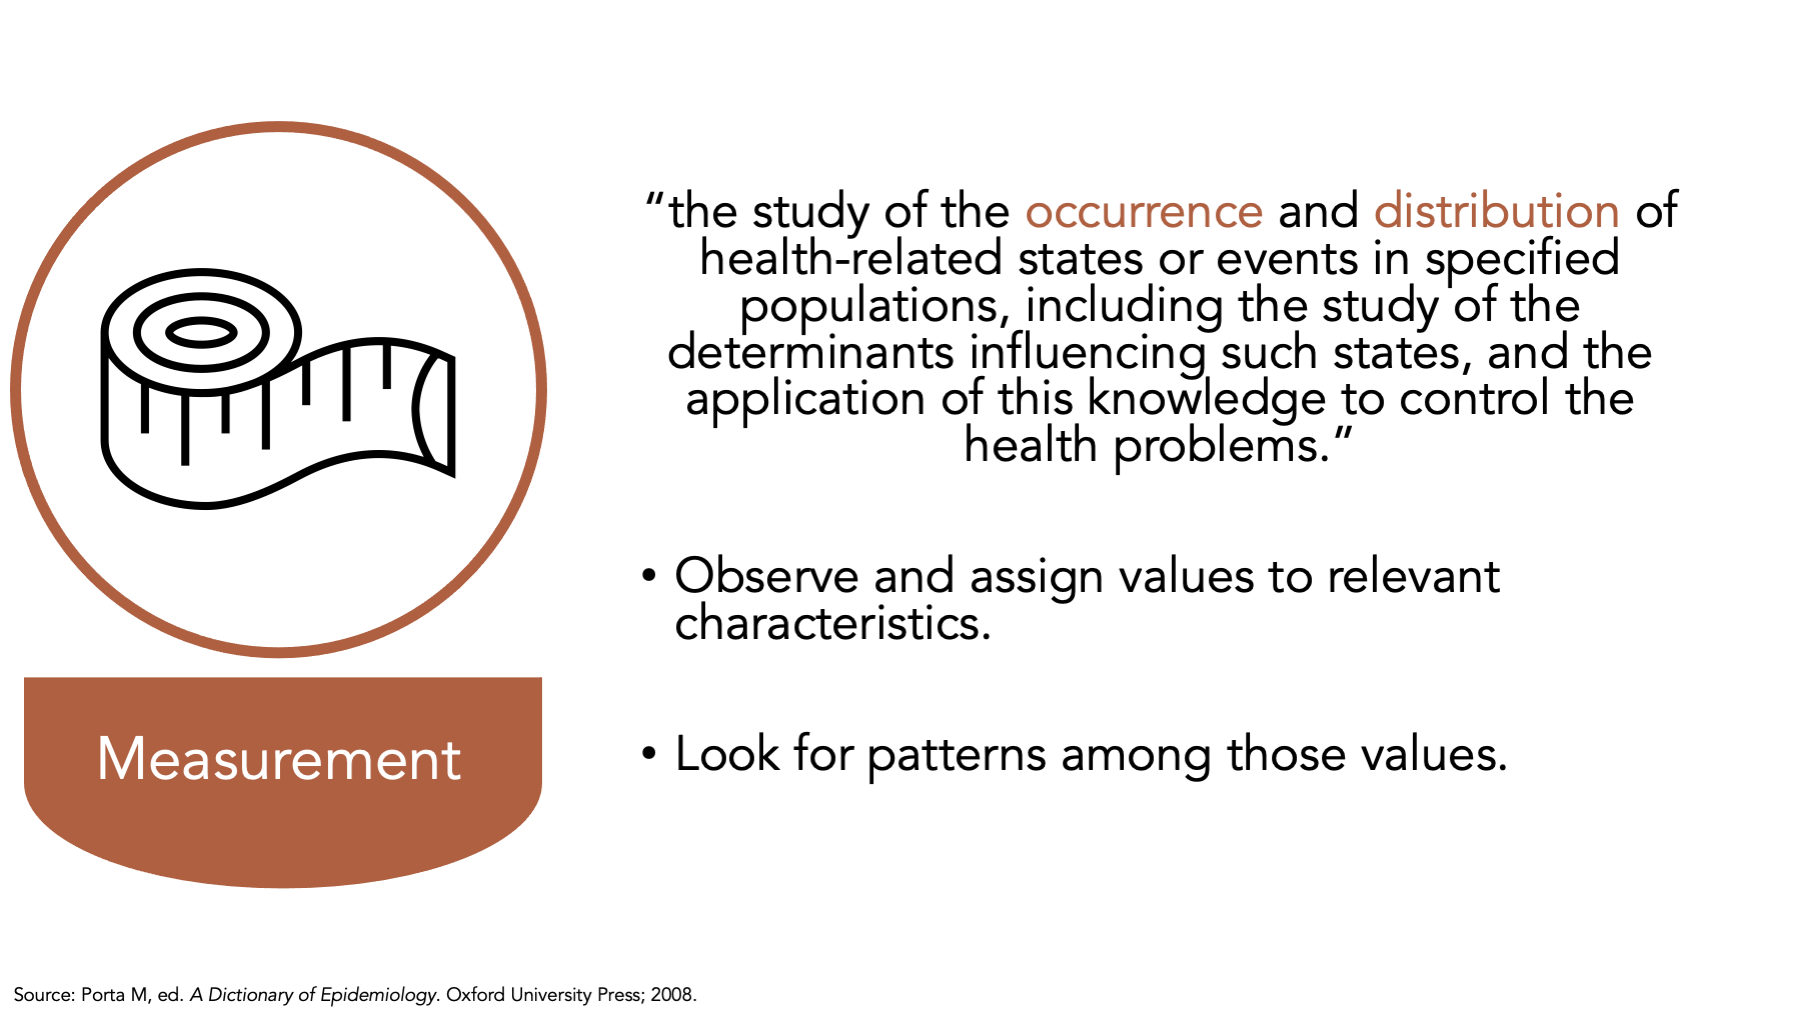 “the study of the occurrence and distribution of
health-related states or events in specified
populations, including the study of the
determinants influencing such states, and the
application of this knowledge to control the
health problems.”
• Observe and assign values to relevant
characteristics.
• Look for patterns among those values.
Measurement
Source: Porta M, ed. A Dictionary of Epidemiology. Oxford University Press; 2008.